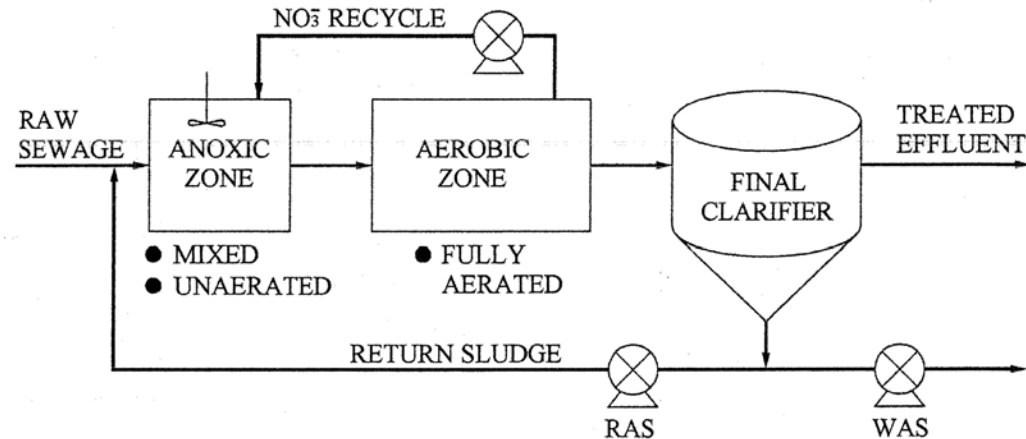 NO3̄ RECYCLE
RAW
SEWAGE
ANOXIC
ZONE
AEROBIC
ZONE
FINAL
CLARIFIER
TREATED
EFFLUENT
● MIXED
● UNAERATED
● FULLY
AERATED
RETURN SLUDGE
RAS
WAS